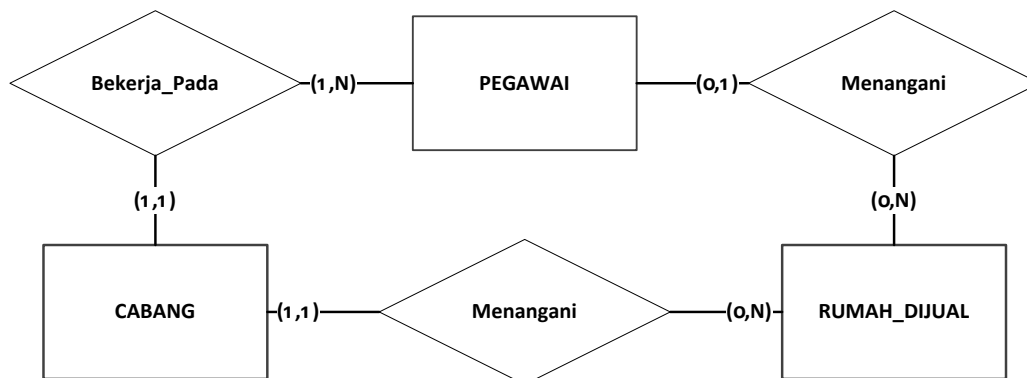 Bekerja_Pada
(1,N)
PEGAWAI
(0,1)
Menangani
(1,1)
(0,N)
CABANG
(1,1)
Menangani
(0,N)
RUMAH_DIJUAL